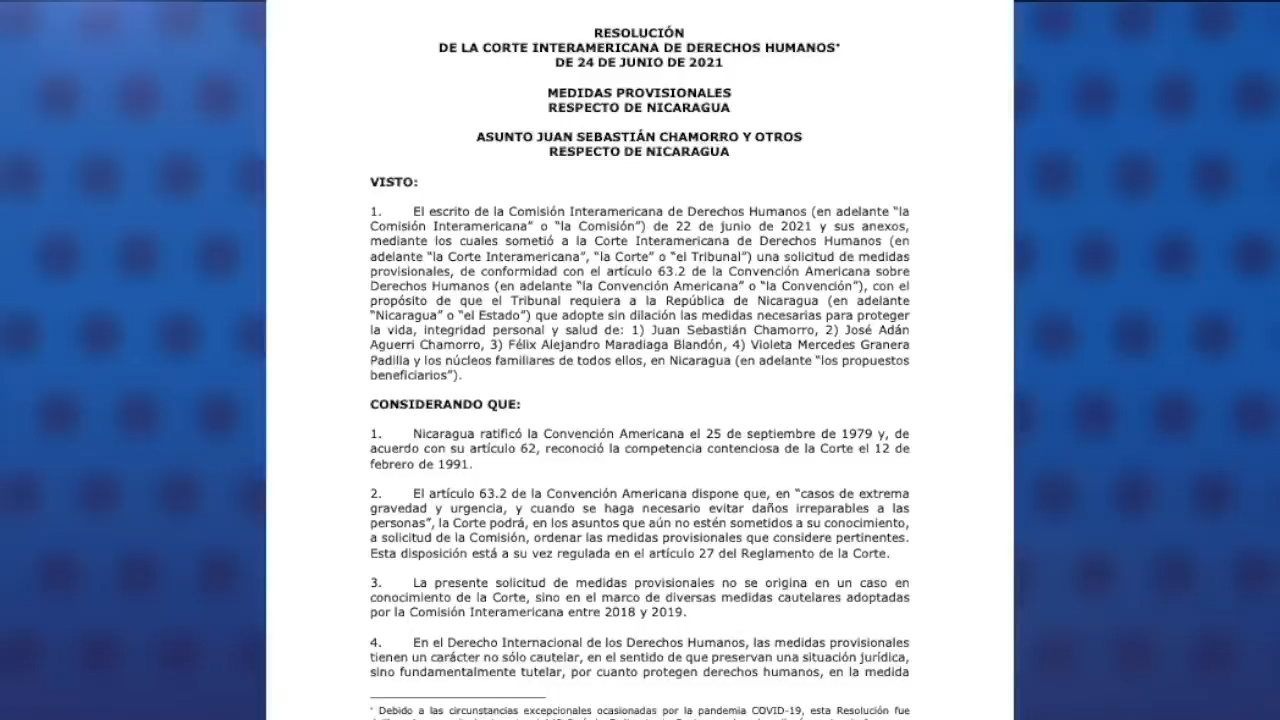 RESOLUCIÓN
DE LA CORTE INTERAMERICANA DE DERECHOS HUMANOS*
DE 24 DE JUNIO DE 2021
MEDIDAS PROVISIONALES
RESPECTO DE NICARAGUA
ASUNTO JUAN SEBASTIÁN CHAMORRO Y OTROS
RESPECTO DE NICARAGUA
VISTO:
1. El escrito de la Comisión Interamericana de Derechos Humanos (en adelante “la
Comisión Interamericana” o “la Comisión”) de 22 de junio de 2021 y sus anexos,
mediante los cuales sometió a la Corte Interamericana de Derechos Humanos (en
adelante “la Corte Interamericana”, “la Corte” o “el Tribunal”) una solicitud de medidas
provisionales, de conformidad con el artículo 63.2 de la Convención Americana sobre
Derechos Humanos (en adelante “la Convención Americana” o “la Convención”), con el
propósito de que el Tribunal requiera a la República de Nicaragua (en adelante
“Nicaragua” o “el Estado”) que adopte sin dilación las medidas necesarias para proteger
la vida, integridad personal y salud de: 1) Juan Sebastián Chamorro, 2) José Adán
Aguerri Chamorro, 3) Félix Alejandro Maradiaga Blandón, 4) Violeta Mercedes Granera
Padilla y los núcleos familiares de todos ellos, en Nicaragua (en adelante “los propuestos
beneficiarios”).
CONSIDERANDO QUE:
1. Nicaragua ratificó la Convención Americana el 25 de septiembre de 1979 y, de
acuerdo con su artículo 62, reconoció la competencia contenciosa de la Corte el 12 de
febrero de 1991.
2. El artículo 63.2 de la Convención Americana dispone que, en “casos de extrema
gravedad y urgencia, y cuando se haga necesario evitar daños irreparables a las
personas”, la Corte podrá, en los asuntos que aún no estén sometidos a su conocimiento,
a solicitud de la Comisión, ordenar las medidas provisionales que considere pertinentes.
Esta disposición está a su vez regulada en el artículo 27 del Reglamento de la Corte.
3. La presente solicitud de medidas provisionales no se origina en un caso en
conocimiento de la Corte, sino en el marco de diversas medidas cautelares adoptadas
por la Comisión Interamericana entre 2018 y 2019.
4. En el Derecho Internacional de los Derechos Humanos, las medidas provisionales
tienen un carácter no sólo cautelar, en el sentido de que preservan una situación jurídica,
sino fundamentalmente tutelar, por cuanto protegen derechos humanos, en la medida
* Debido a las circunstancias excepcionales ocasionadas por la pandemia COVID-19, esta Resolución fue